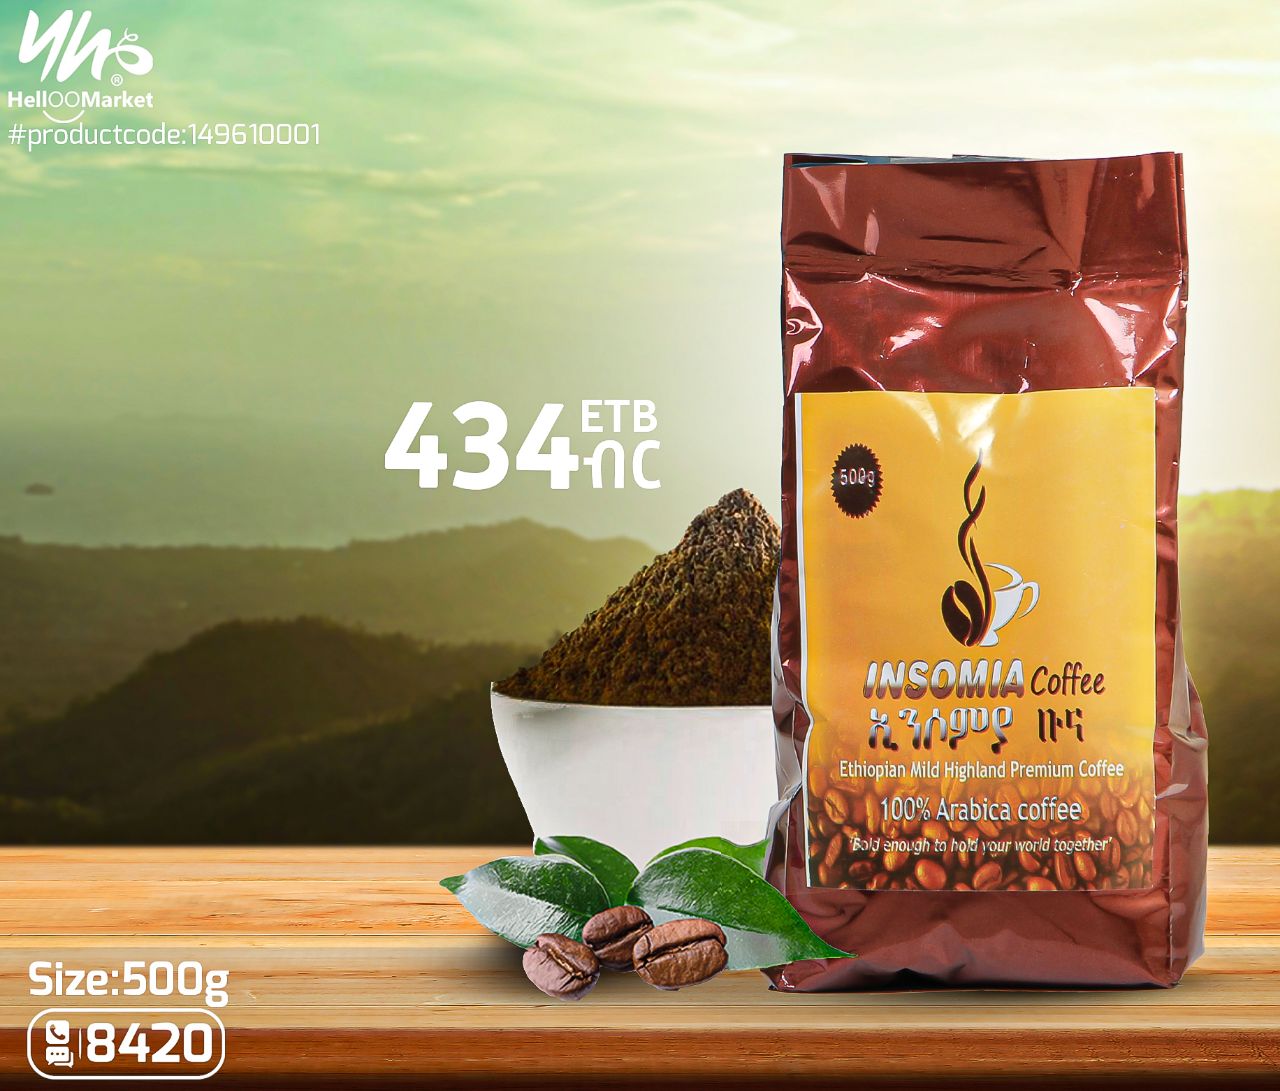 ሄሎ
HellOOMarket
#productcode:149610001
434 ETB
ብር
500g
INSOMIA Coffee
ኢንሶምያ ቡና
Ethiopian Mild Highland Premium Coffee
100% Arabica coffee
'Bold enough to hold your world together'
Size:500g
8420